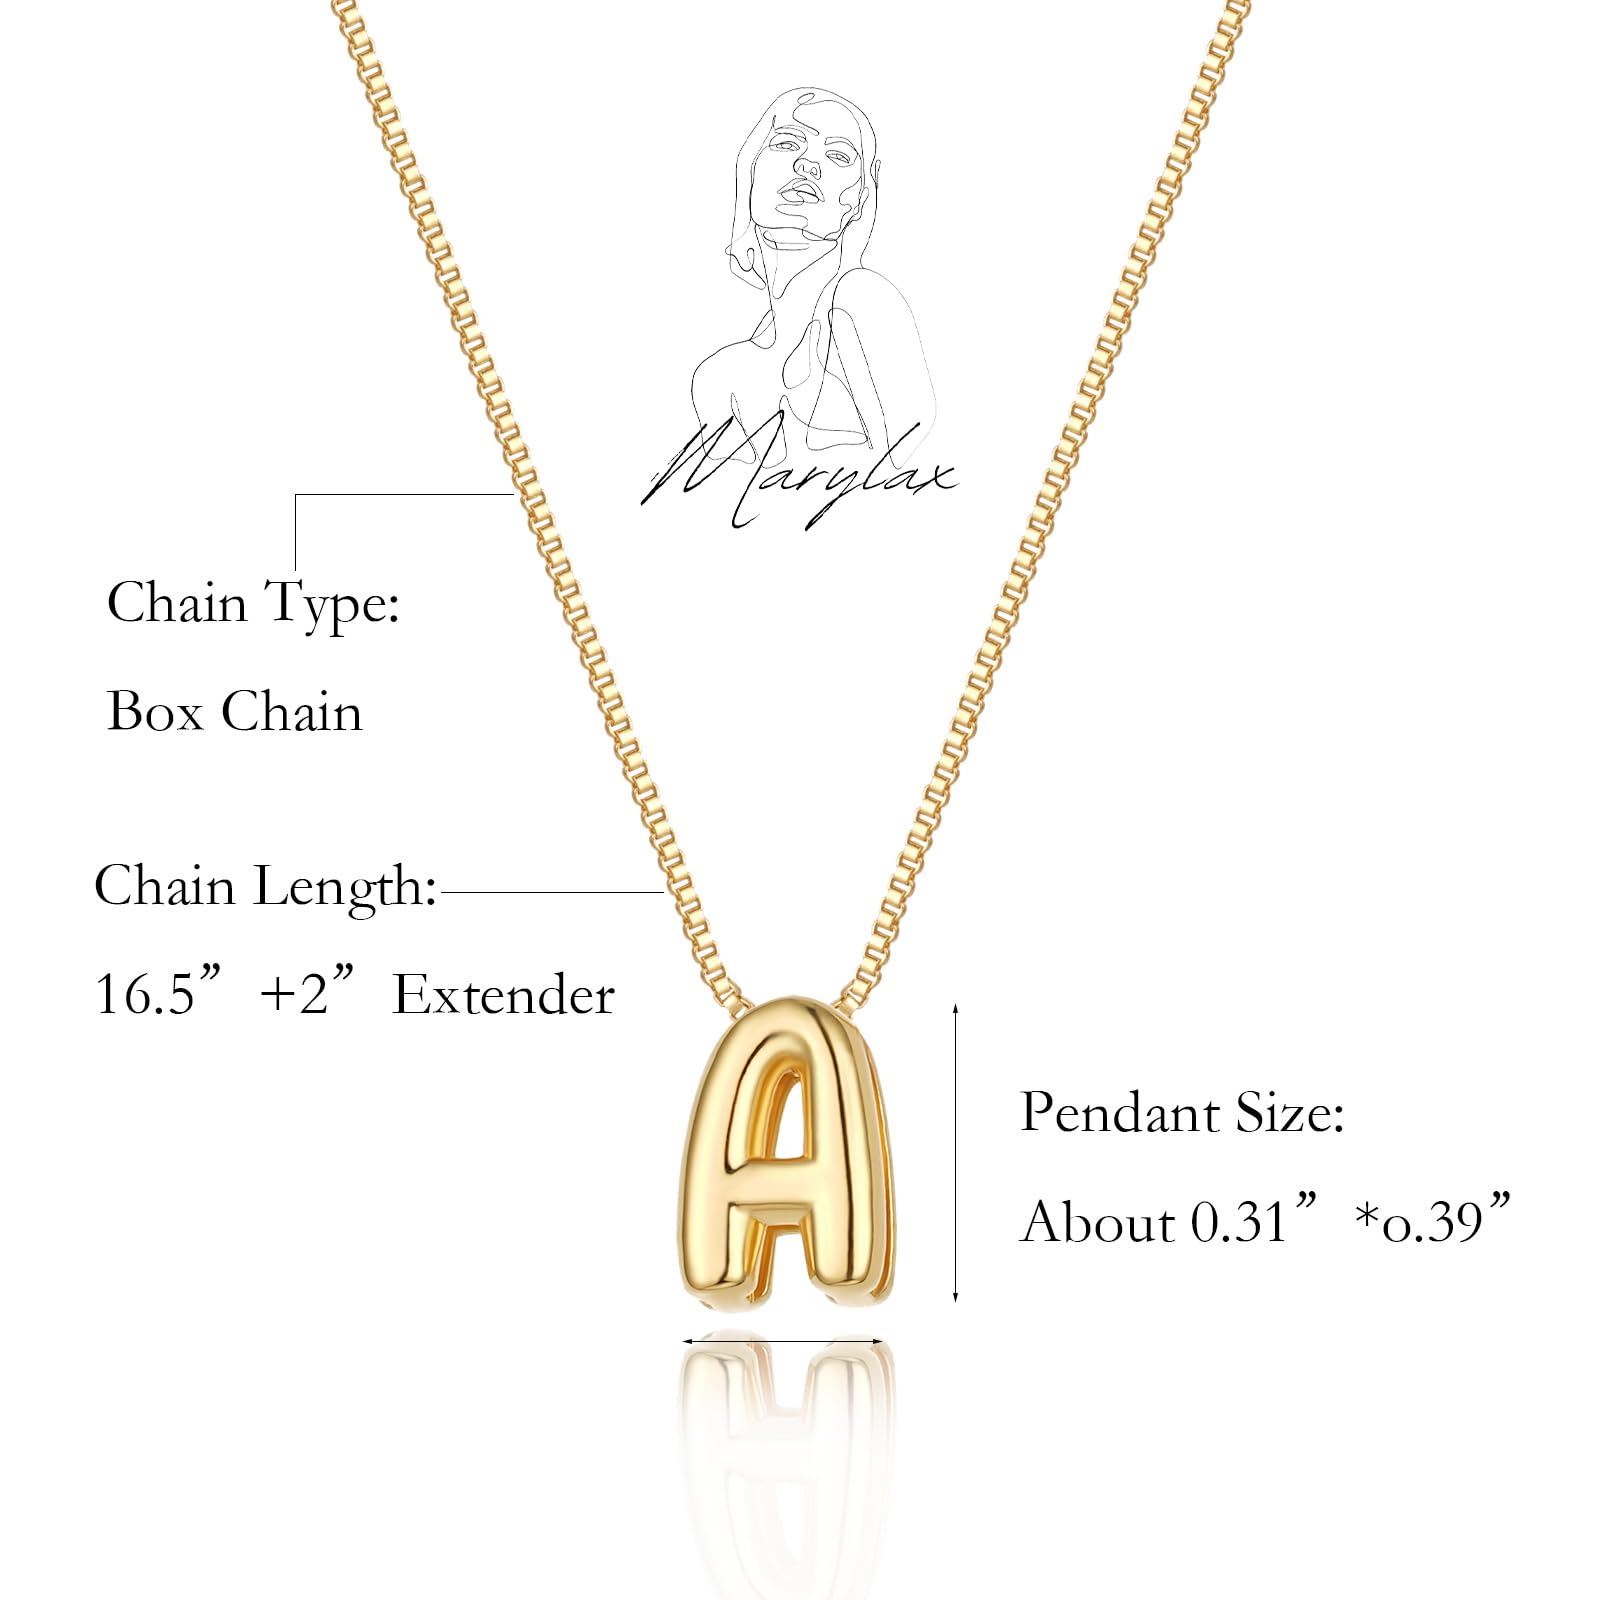 Marylax
Chain Type:
Box Chain
Chain Length:
16.5” +2” Extender
Pendant Size:
About 0.31” *o.39”
A